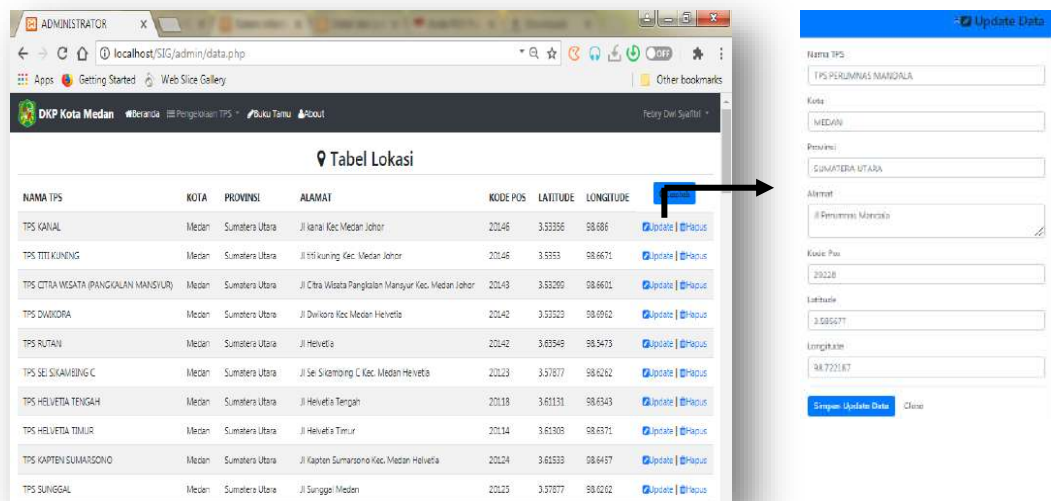 ADMINISTRATOR X
localhost/SIG/admin/data.php
Apps Getting Started Web Slice Gallery Other bookmarks
DKP Kota Medan Beranda Pengelolaan TPS Buku Tamu About Febry Dwi Syafitri
Tabel Lokasi
NAMA TPS KOTA PROVINSI ALAMAT KODE POS LATITUDE LONGITUDE
TPS KANAL Medan Sumatera Utara Jl kanal Kec Medan Johor 20146 3.53356 98.686 Update | Hapus
TPS TITI KUNING Medan Sumatera Utara Jl titi kuning Kec. Medan Johor 20146 3.5353 98.6671 Update | Hapus
TPS CITRA WISATA (PANGKALAN MANSYUR) Medan Sumatera Utara Jl Citra Wisata Pangkalan Mansyur Kec. Medan Johor 20143 3.53299 98.6601 Update | Hapus
TPS DWIKORA Medan Sumatera Utara Jl Dwikora Kec Medan Helvetia 20142 3.53523 98.6962 Update | Hapus
TPS RUTAN Medan Sumatera Utara Jl Helvetia 20142 3.63549 98.5473 Update | Hapus
TPS SEI SIKAMBING C Medan Sumatera Utara Jl Sei Sikambing C Kec. Medan Helvetia 20123 3.57877 98.6262 Update | Hapus
TPS HELVETIA TENGAH Medan Sumatera Utara Jl Helvetia Tengah 20118 3.61131 98.6343 Update | Hapus
TPS HELVETIA TIMUR Medan Sumatera Utara Jl Helvetia Timur 20114 3.61303 98.6371 Update | Hapus
TPS KAPTEN SUMARSONO Medan Sumatera Utara Jl Kapten Sumarsono Kec. Medan Helvetia 20124 3.61533 98.6457 Update | Hapus
TPS SUNGGAL Medan Sumatera Utara Jl Sunggal Medan 20125 3.57877 98.6262 Update | Hapus
Update Data
Nama TPS
TPS PERUMNAS MANDALA
Kota
MEDAN
Provinsi
SUMATERA UTARA
Alamat
Jl Perumnas Mandala
Kode Pos
20226
Latitude
3.585677
Longitude
98.722187
Simpan Update Data Close